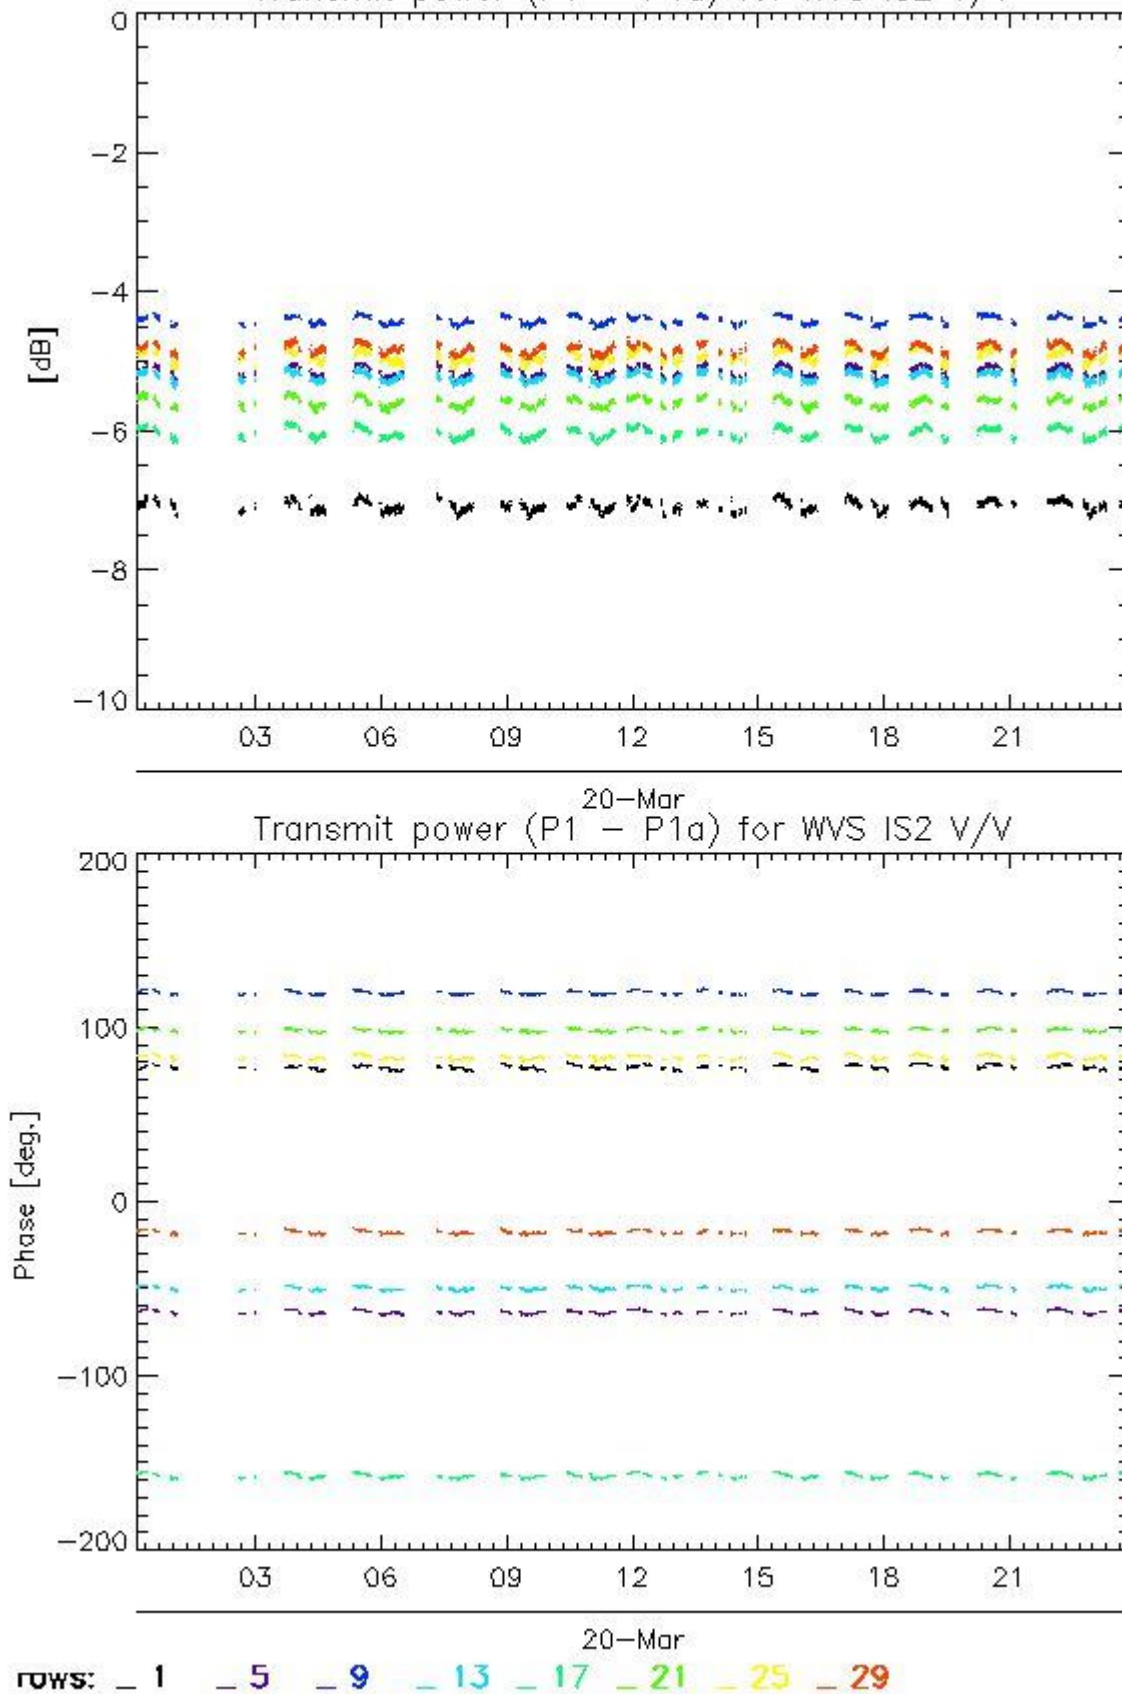 0
-2
-4
[dB]
-6
-8
-10
03 06 09 12 15 18 21
20-Mar
Transmit power (P1 - P1a) for WVS IS2 V/V
200
100
0
Phase [deg.]
-100
-200
03 06 09 12 15 18 21
20-Mar
rows: _ 1 _ 5 _ 9 _ 13 _ 17 _ 21 _ 25 _ 29